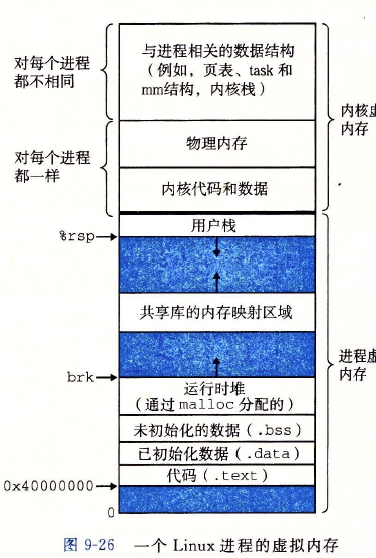 与进程相关的数据结构
(例如，页表、task 和
mm结构，内核栈)
对每个进程
都不相同
内核虚
内存
物理内存
对每个进程
都一样
内核代码和数据
用户栈
%rsp
共享库的内存映射区域
进程虚
内存
brk
运行时堆
(通过 malloc 分配的)
未初始化的数据(.bss)
已初始化数据(.data)
代码(.text)
0x40000000
0
图 9-26 一个 Linux 进程的虚拟内存